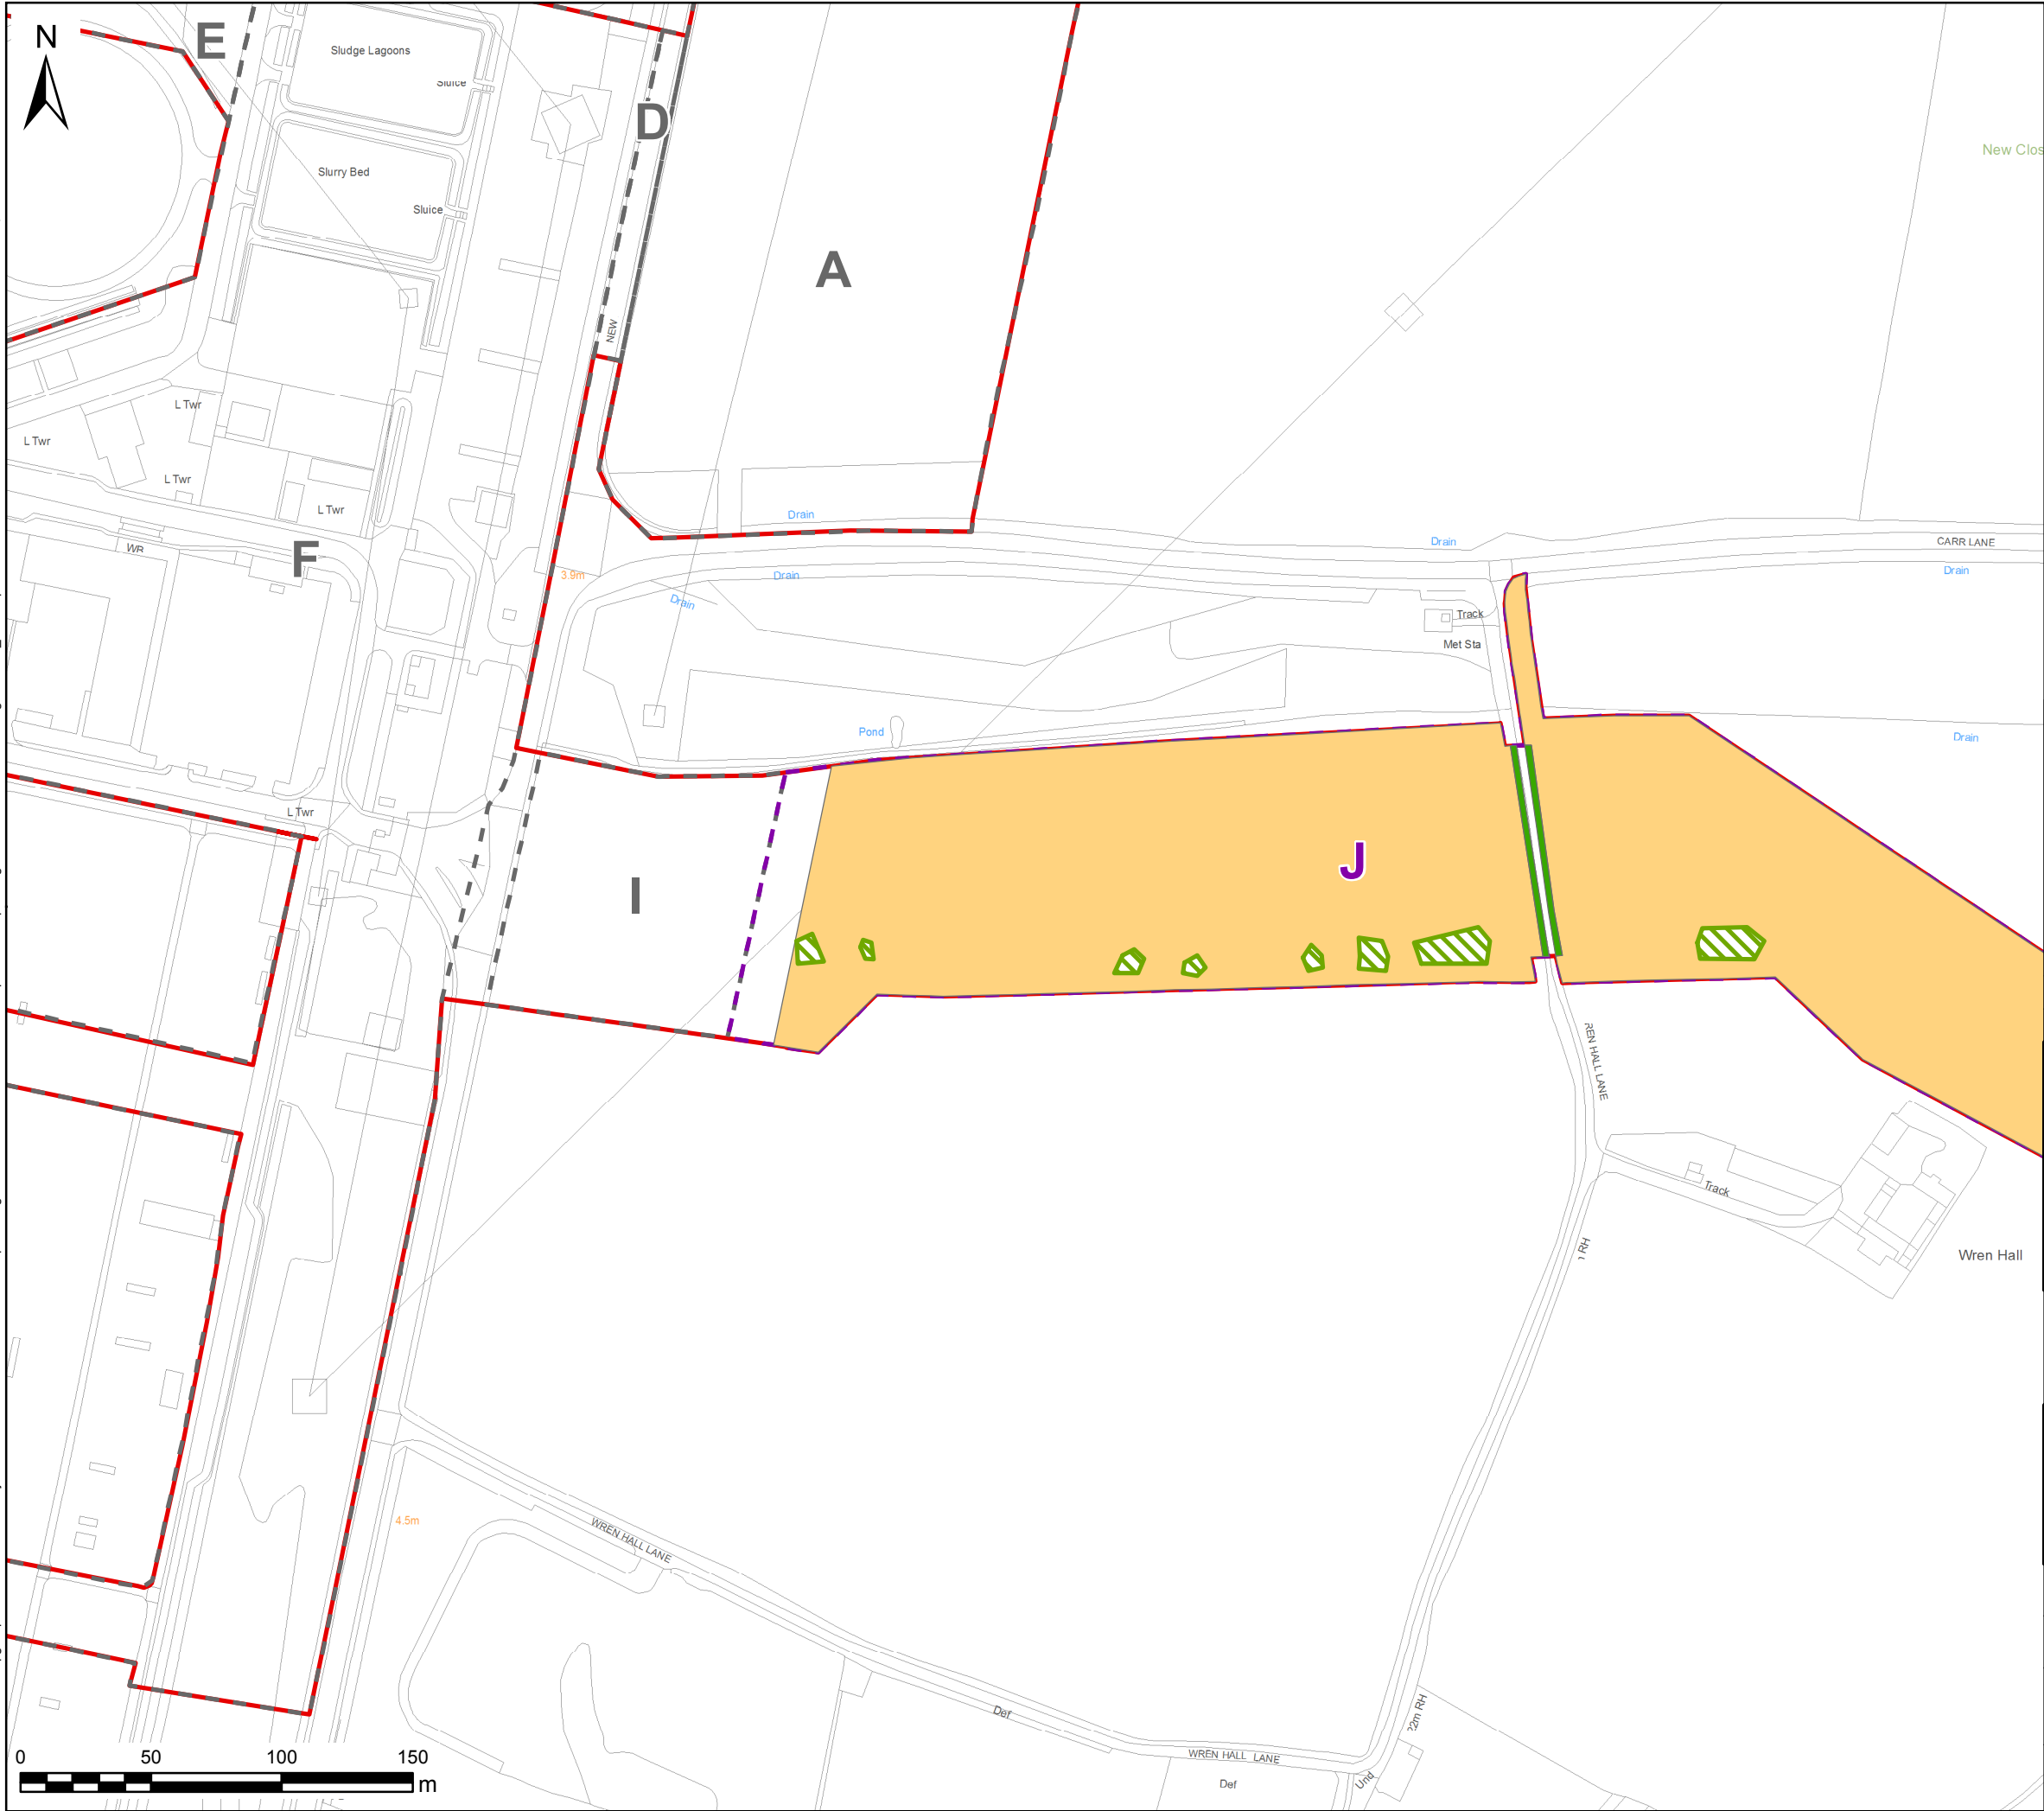 E
N
Sludge Lagoons
Sluice
D
Slurry Bed
New Clos
Sluice
A
NEW
L Twr
L Twr
L Twr
L Twr
Drain
Drain
CARR LANE
WB
F
3.9m
Drain
Drain
Drain
Track
Met Sta
Pond
Drain
L Twr
J
I
REN HALL LANE
Track
RH
Wren Hall
4.5m
WREN HALL LANE
22m RH
Def
WREN HALL LANE
0 50 100 150
m
Und
Def